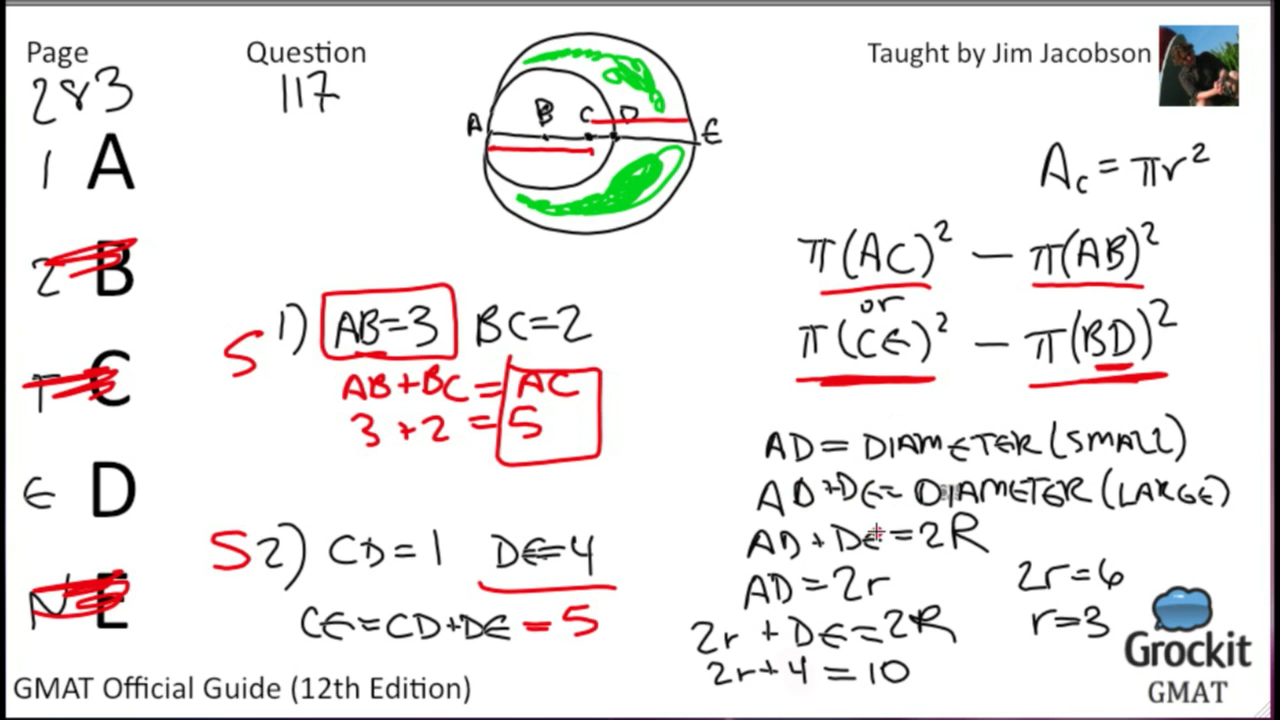 Page
Question
Taught by Jim Jacobson
283
117
1 A
2 B
T C
E D
N E
A B C D E
A_c = πr²
π(AC)² − π(AB)²
or
π(CE)² − π(BD)²
S 1) AB=3 BC=2
AB+BC=AC
3+2=5
S 2) CD=1 DE=4
CE=CD+DE=5
AD=DIAMETER(SMALL)
AD+DE=DIAMETER(LARGE)
AD+DE=2R
AD=2r
2r+DE=2R
2r+4=10
2r=6
r=3
Grockit
GMAT
GMAT Official Guide (12th Edition)